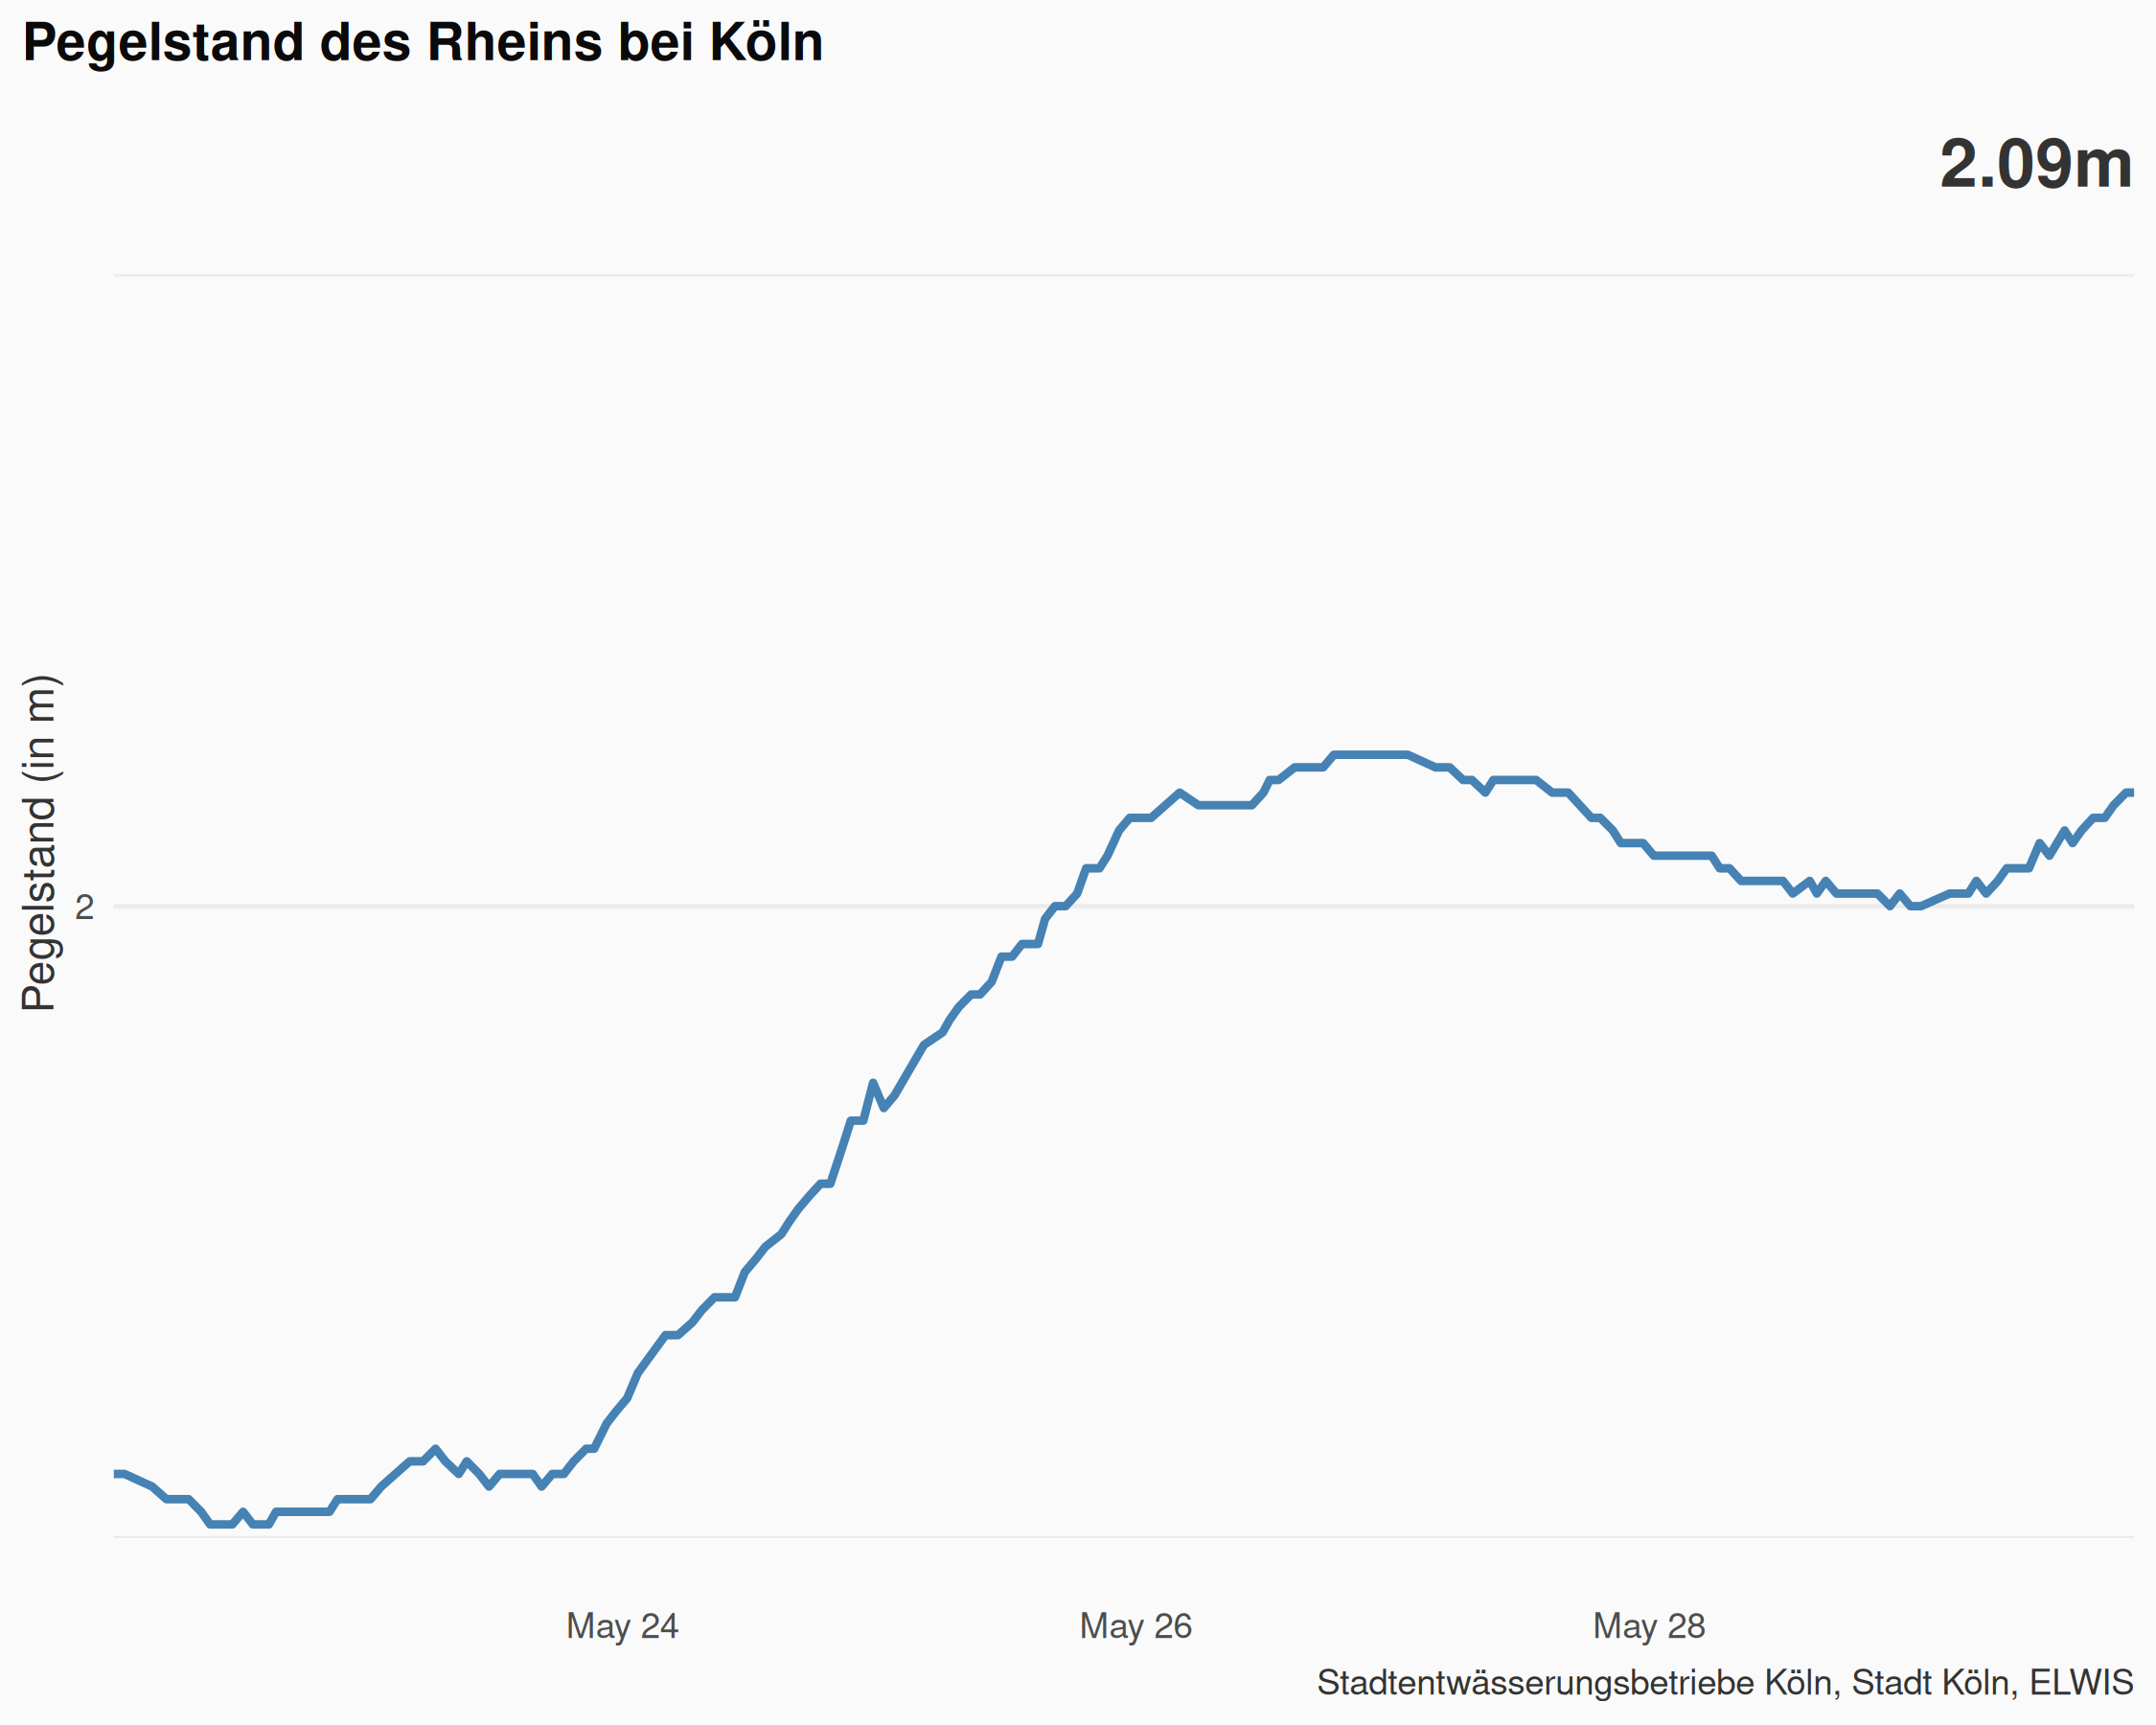 Pegelstand des Rheins bei Köln
2.09m
Pegelstand (in m)
2
May 24
May 26
May 28
Stadtentwässerungsbetriebe Köln, Stadt Köln, ELWIS